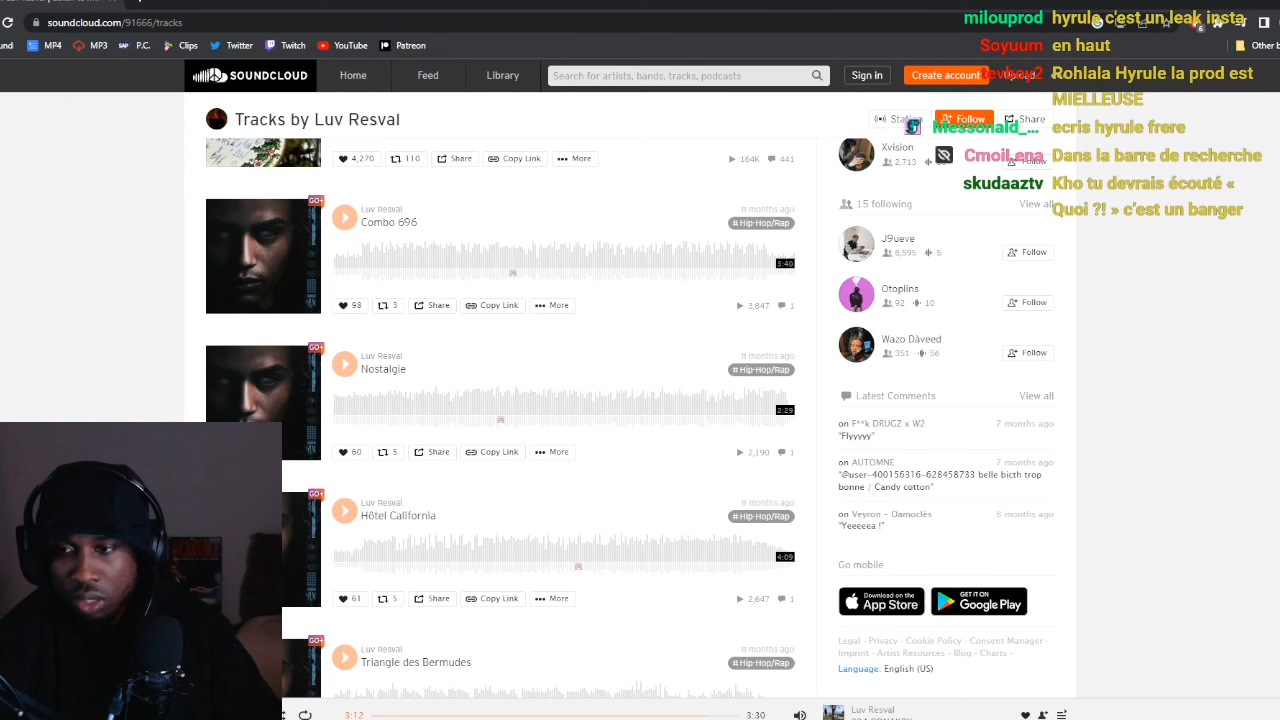 soundcloud.com/91666/tracks
und MP4 MP3 P.C. Clips Twitter Twitch YouTube Patreon Other b
SOUNDCLOUD Home Feed Library Search for artists, bands, tracks, podcasts Sign in Create account
Tracks by Luv Resval Follow Share
4,270 110 Share Copy Link More 164K 441
GO+
Luv Resval 11 months ago
Combo 696 # Hip-Hop/Rap
3:40
98 3 Share Copy Link More 3,847 1
GO+
Luv Resval 11 months ago
Nostalgie # Hip-Hop/Rap
2:29
60 5 Share Copy Link More 2,190 1
GO+
Luv Resval 11 months ago
Hôtel California # Hip-Hop/Rap
4:09
61 5 Share Copy Link More 2,647 1
GO+
Luv Resval 11 months ago
Triangle des Bermudes # Hip-Hop/Rap
Xvision
2,713 Follow
15 following View all
J9ueve
8,595 5 Follow
Otoplins
92 10 Follow
Wazo Dàveed
351 56 Follow
Latest Comments View all
on F**k DRUGZ x W2 7 months ago
"Flyyyyy"
on AUTOMNE 7 months ago
"@user-400156316-628458733 belle bicth trop
bonne / Candy cotton"
on Veyron - Damoclès 8 months ago
"Yeeeeea !"
Go mobile
Download on the App Store GET IT ON Google Play
Legal - Privacy - Cookie Policy - Consent Manager -
Imprint - Artist Resources - Blog - Charts -
Language: English (US)
3:12 3:30 Luv Resval
milouprod hyrule c'est un leak insta
Soyuum en haut
Rohlala Hyrule la prod est
MIELLEUSE
Messonald_... ecris hyrule frere
CmoiLena Dans la barre de recherche
skudaaztv Kho tu devrais écouté «
Quoi ?! » c'est un banger